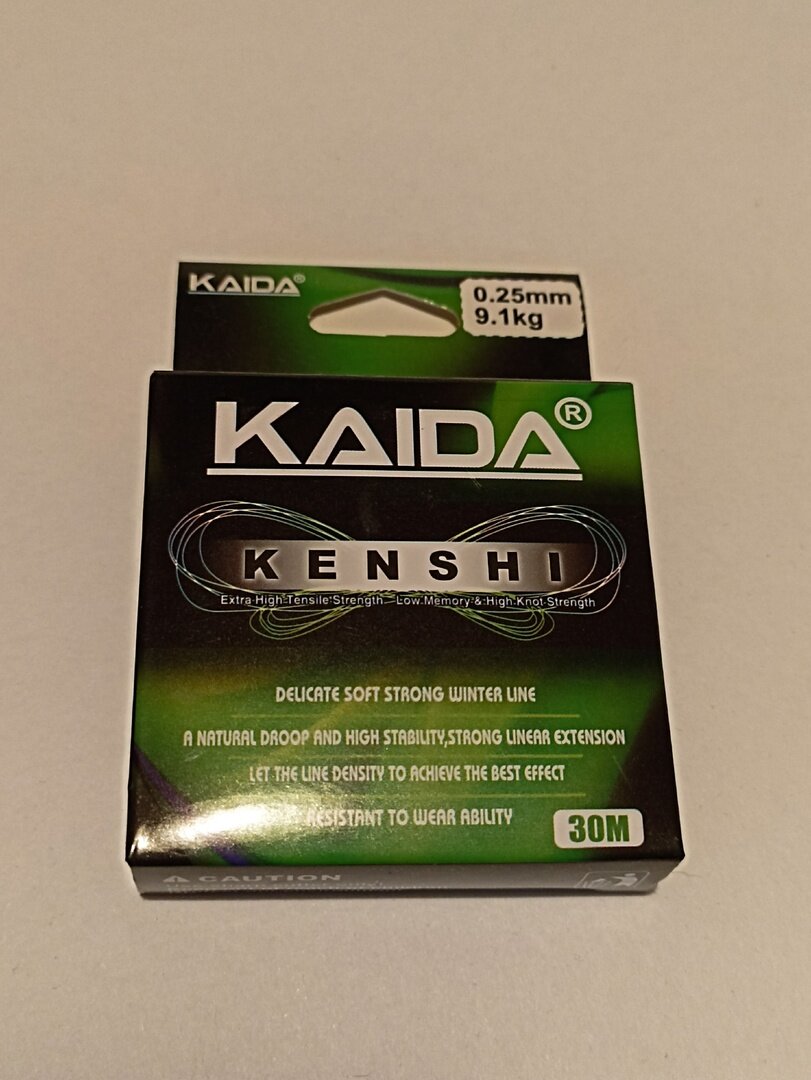 KAIDA®
0.25mm
9.1kg
KAIDA®
KENSHI
Extra High Tensile Strength Low Memory & High Knot Strength
DELICATE SOFT STRONG WINTER LINE
A NATURAL DROOP AND HIGH STABILITY,STRONG LINEAR EXTENSION
LET THE LINE DENSITY TO ACHIEVE THE BEST EFFECT
RESISTANT TO WEAR ABILITY
30M
CAUTION